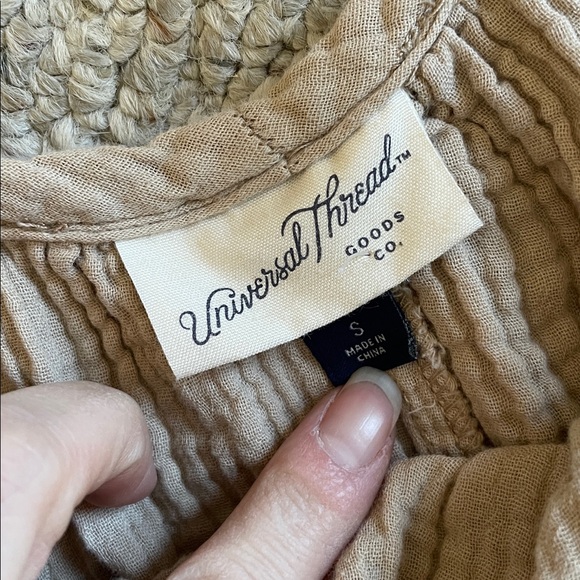 Universal Thread™
GOODS
CO.
S
MADE IN
CHINA